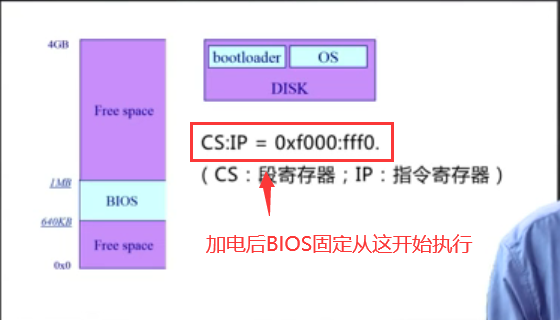 4GB
bootloader
OS
DISK
Free space
CS:IP = 0xf000:fff0.
(CS:段寄存器;IP:指令寄存器)
1MB
BIOS
640KB
Free space
0x0
加电后BIOS固定从这开始执行